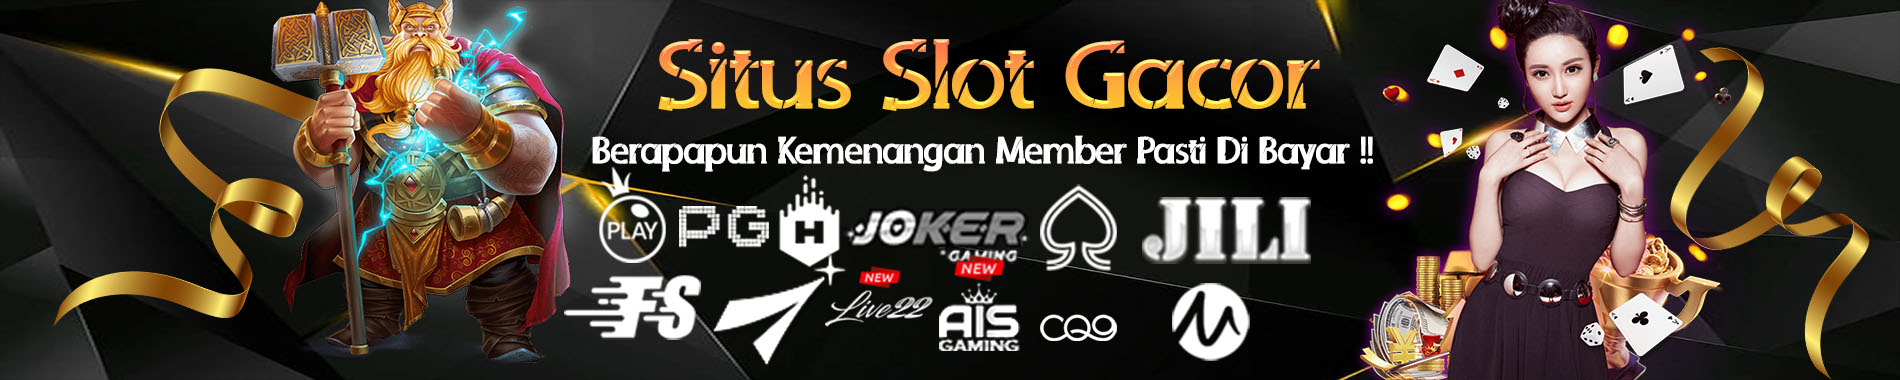 Situs Slot Gacor
Berapapun Kemenangan Member Pasti Di Bayar !!
PLAY PG H JOKER GAMING JILI
FS NEW Live22 NEW AIS GAMING CQ9
A A